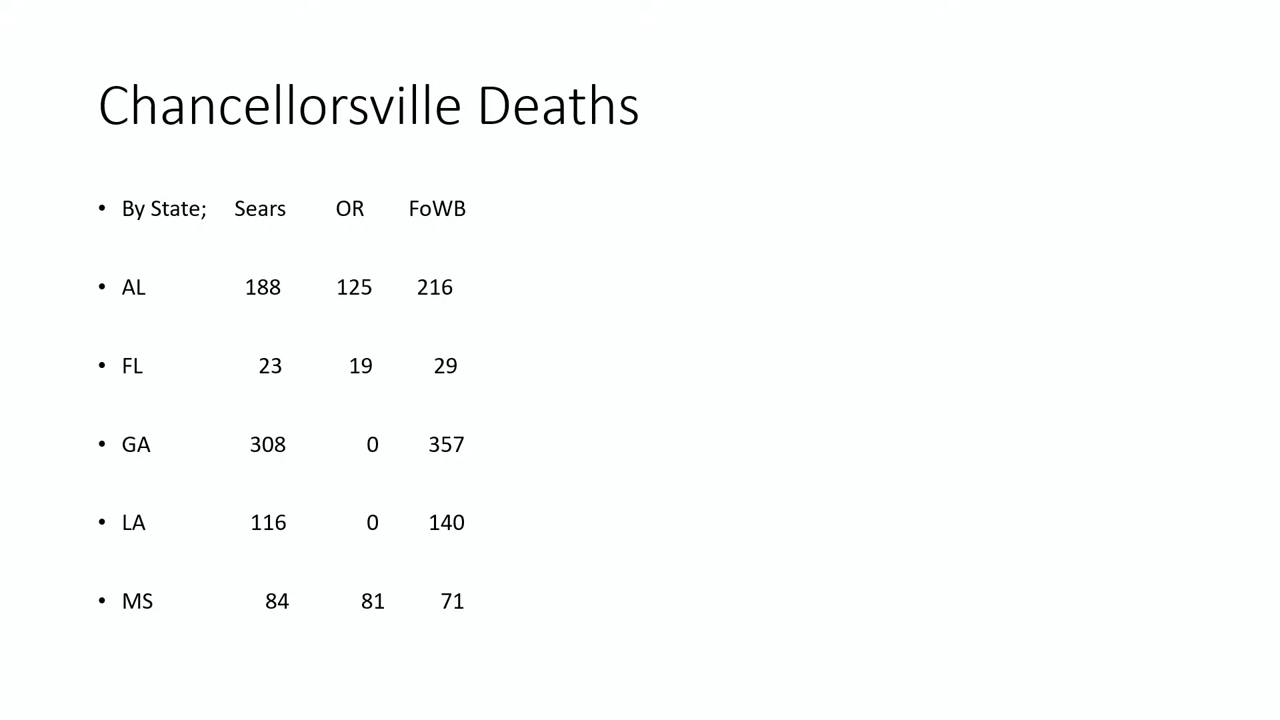 Chancellorsville Deaths
• By State; Sears OR FoWB
• AL 188 125 216
• FL 23 19 29
• GA 308 0 357
• LA 116 0 140
• MS 84 81 71